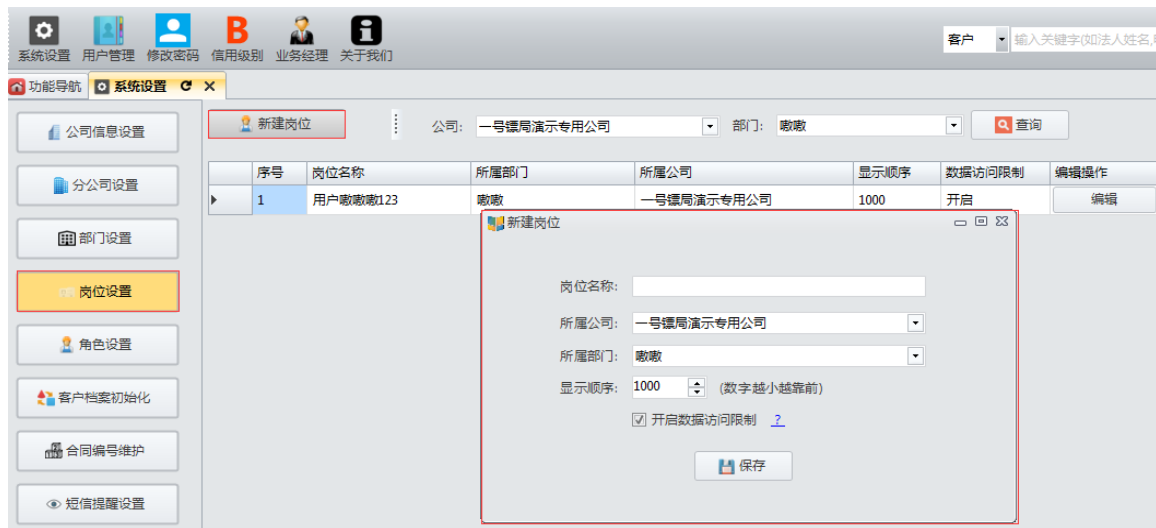 系统设置 用户管理 修改密码 信用级别 业务经理 关于我们
B
i
客户 输入关键字(如法人姓名,
功能导航 系统设置
公司信息设置
分公司设置
部门设置
岗位设置
角色设置
客户档案初始化
合同编号维护
短信提醒设置
新建岗位 公司: 一号镖局演示专用公司 部门: 嗷嗷 查询
序号 岗位名称 所属部门 所属公司 显示顺序 数据访问限制 编辑操作
1 用户嗷嗷嗷123 嗷嗷 一号镖局演示专用公司 1000 开启 编辑
新建岗位
岗位名称:
所属公司: 一号镖局演示专用公司
所属部门: 嗷嗷
显示顺序: 1000 (数字越小越靠前)
开启数据访问限制 ?
保存